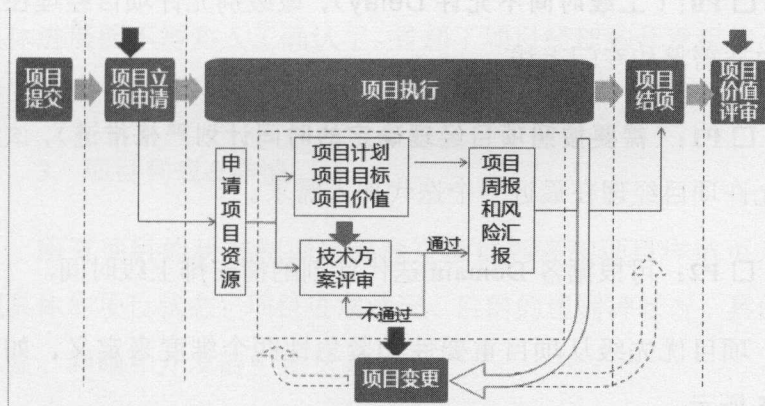 项目
提交
项目立
项申请
项目执行
项目
结项
项目
价值
评审
申
请
项
目
资
源
项目计划
项目目标
项目价值
技术方
案评审
通过
不通过
项目
周报
和风
险汇
报
项目变更